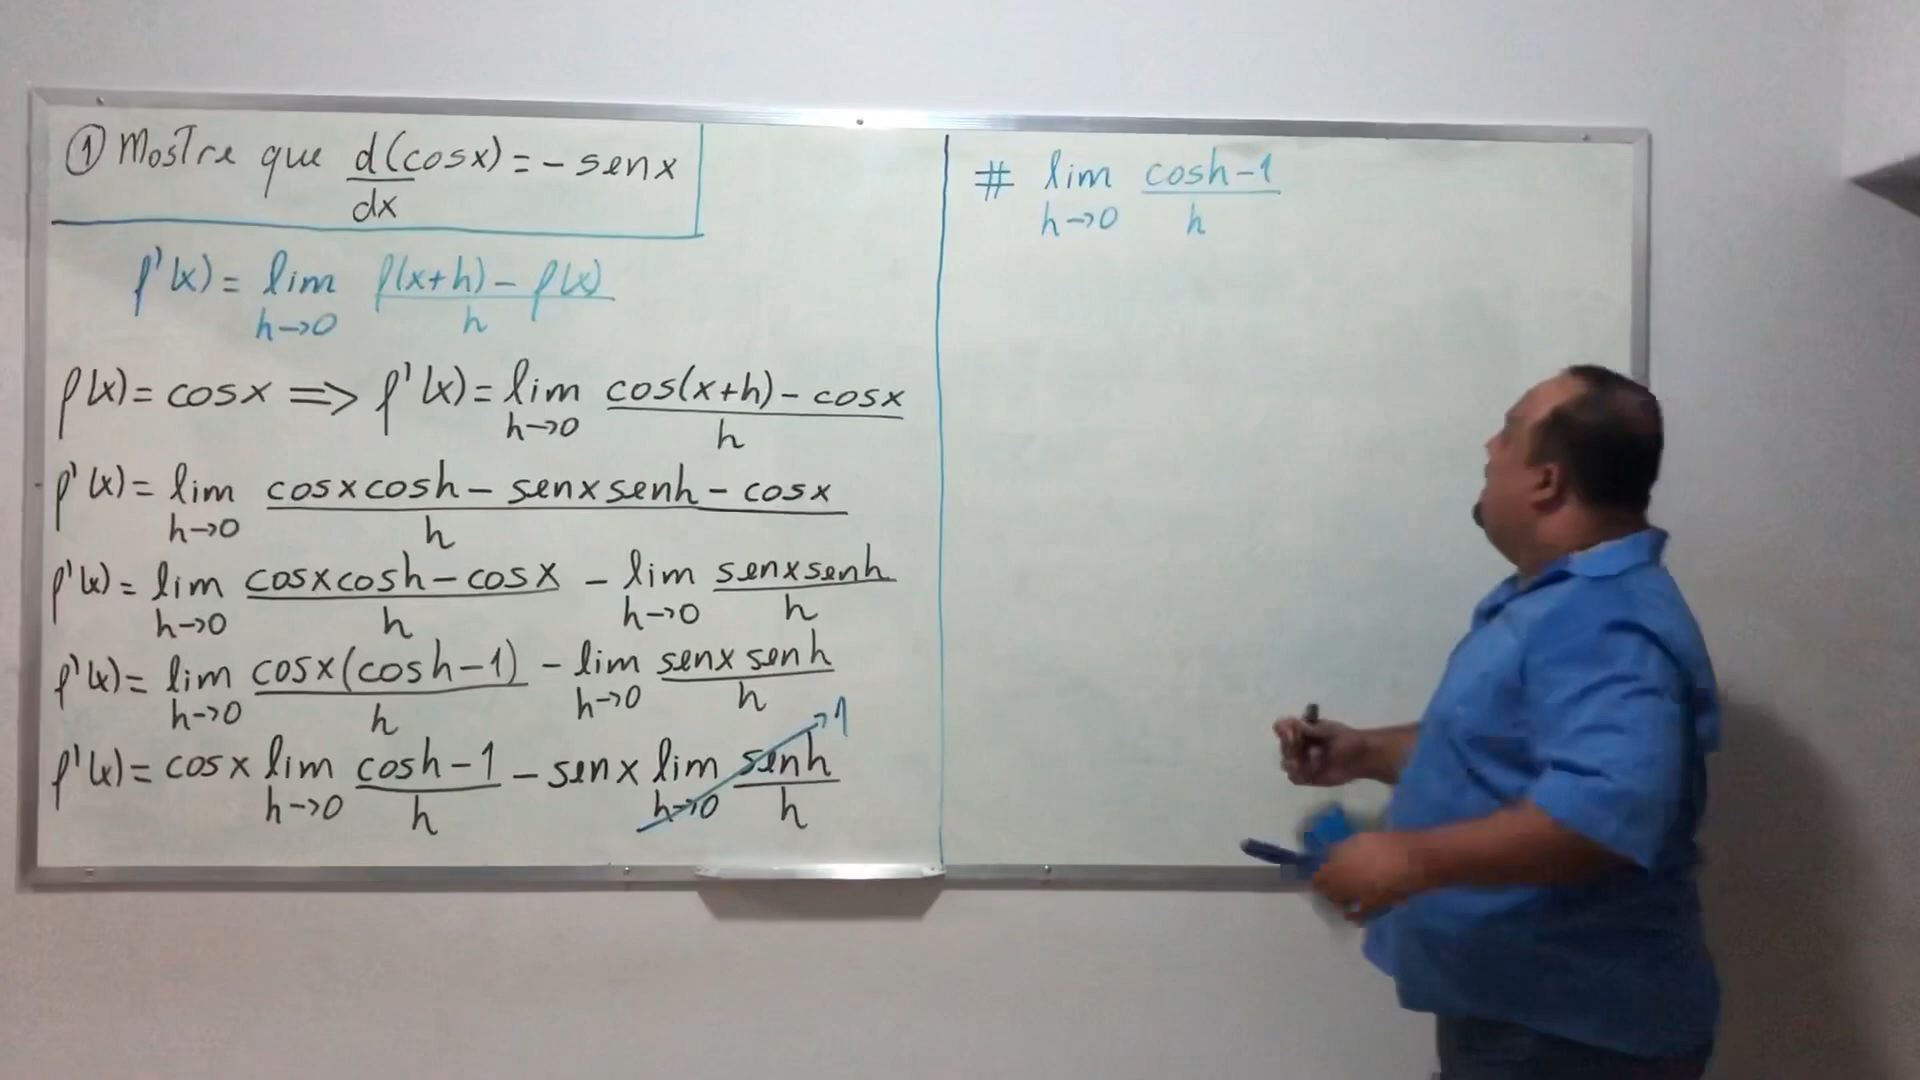 ① Mostre que d(cosx)/dx = - senx
f'(x) = lim h→0 f(x+h) - f(x) / h
f(x) = cosx ⟹ f'(x) = lim h→0 cos(x+h) - cosx / h
f'(x) = lim h→0 cosxcosh - senxsenh - cosx / h
f'(x) = lim h→0 cosxcosh - cosx / h - lim h→0 senxsenh / h
f'(x) = lim h→0 cosx(cosh-1) / h - lim h→0 senx senh / h
f'(x) = cosx lim h→0 cosh-1 / h - senx lim h→0 senh / h → 1
# lim h→0 cosh-1 / h